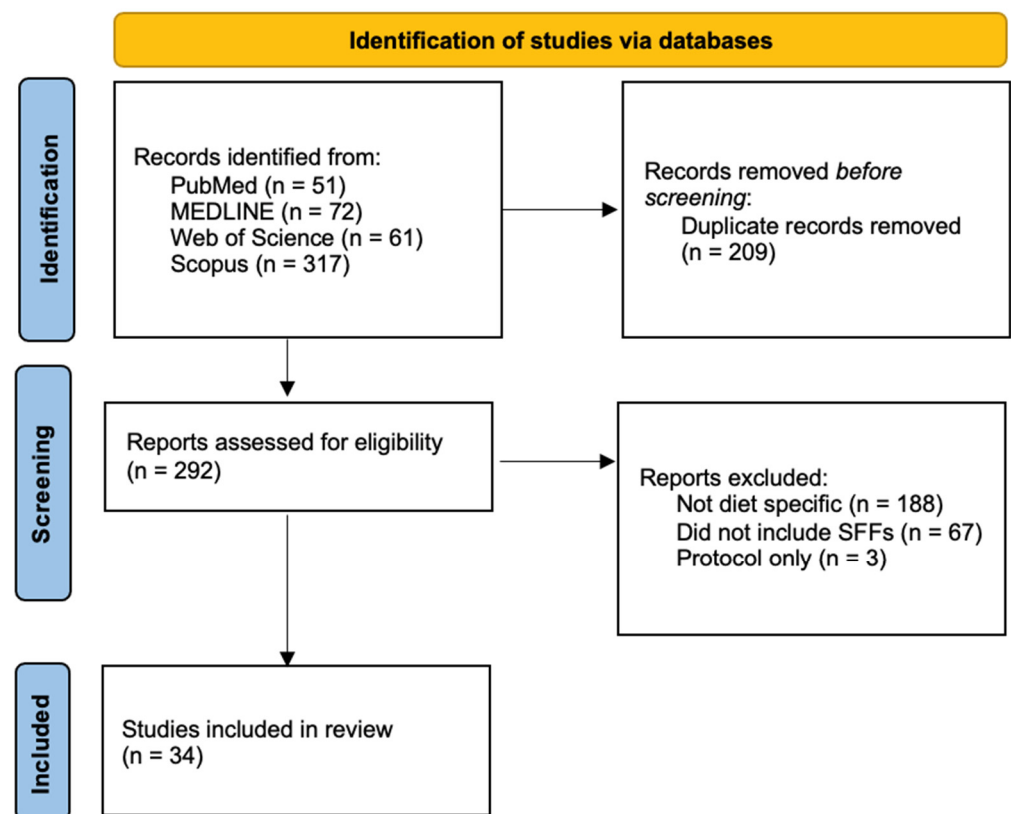 Identification of studies via databases
Identification
Records identified from:
PubMed (n = 51)
MEDLINE (n = 72)
Web of Science (n = 61)
Scopus (n = 317)
Records removed before
screening:
Duplicate records removed
(n = 209)
Screening
Reports assessed for eligibility
(n = 292)
Reports excluded:
Not diet specific (n = 188)
Did not include SFFs (n = 67)
Protocol only (n = 3)
Included
Studies included in review
(n = 34)